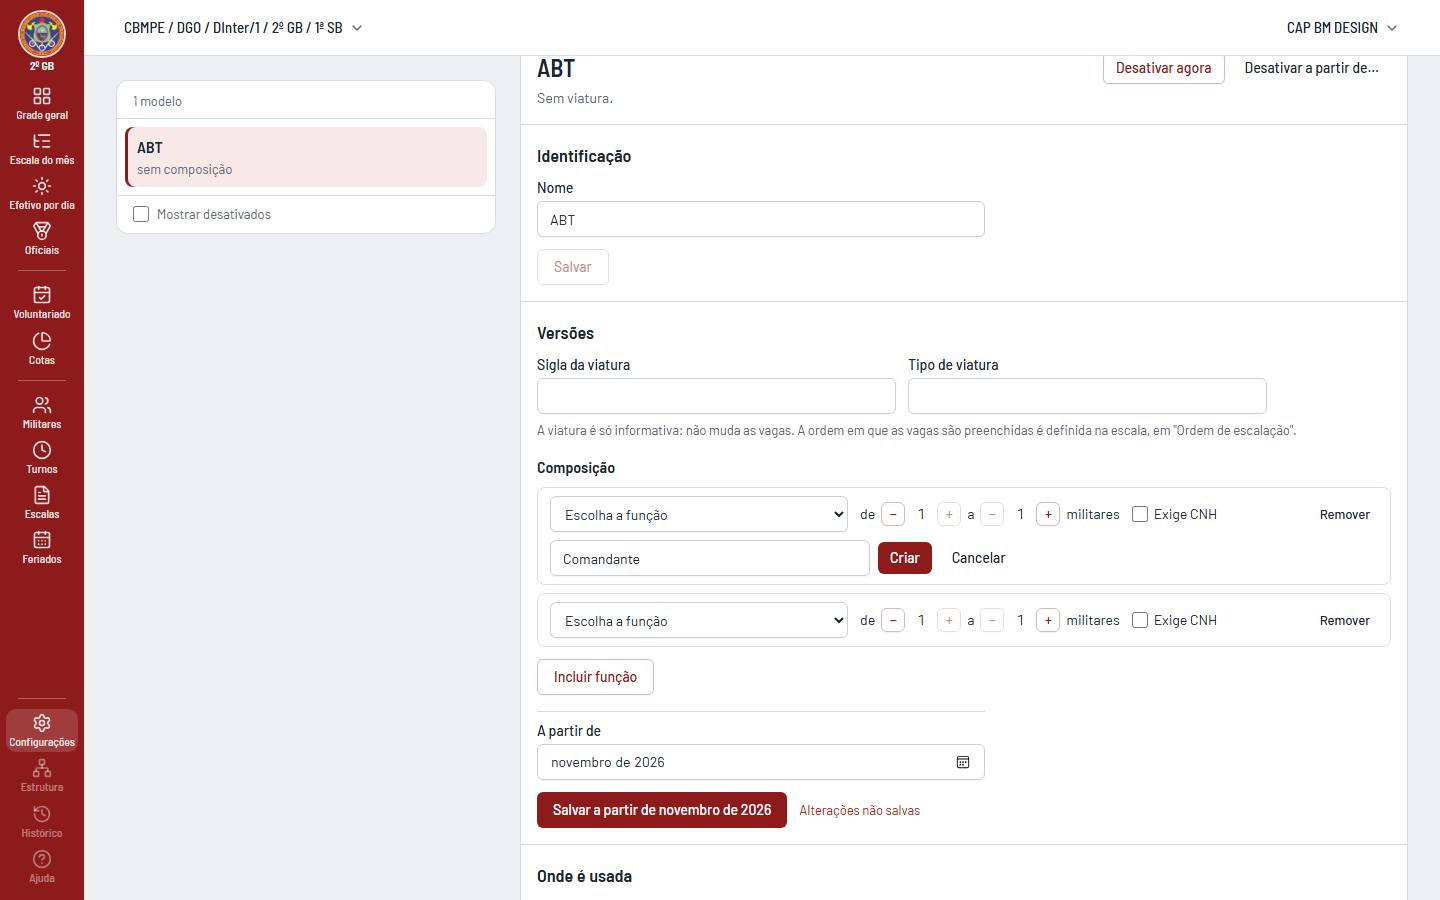 2º GB
Grade geral
Escala do mês
Efetivo por dia
Oficiais
Voluntariado
Cotas
Militares
Turnos
Escalas
Feriados
Configurações
Estrutura
Histórico
Ajuda
CBMPE / DGO / DInter/1 / 2º GB / 1ª SB
CAP BM DESIGN
1 modelo
ABT
sem composição
Mostrar desativados
ABT
Desativar agora
Desativar a partir de...
Sem viatura.
Identificação
Nome
ABT
Salvar
Versões
Sigla da viatura
Tipo de viatura
A viatura é só informativa: não muda as vagas. A ordem em que as vagas são preenchidas é definida na escala, em "Ordem de escalação".
Composição
Escolha a função de − 1 + a − 1 + militares Exige CNH Remover
Comandante Criar Cancelar
Escolha a função de − 1 + a − 1 + militares Exige CNH Remover
Incluir função
A partir de
novembro de 2026
Salvar a partir de novembro de 2026 Alterações não salvas
Onde é usada